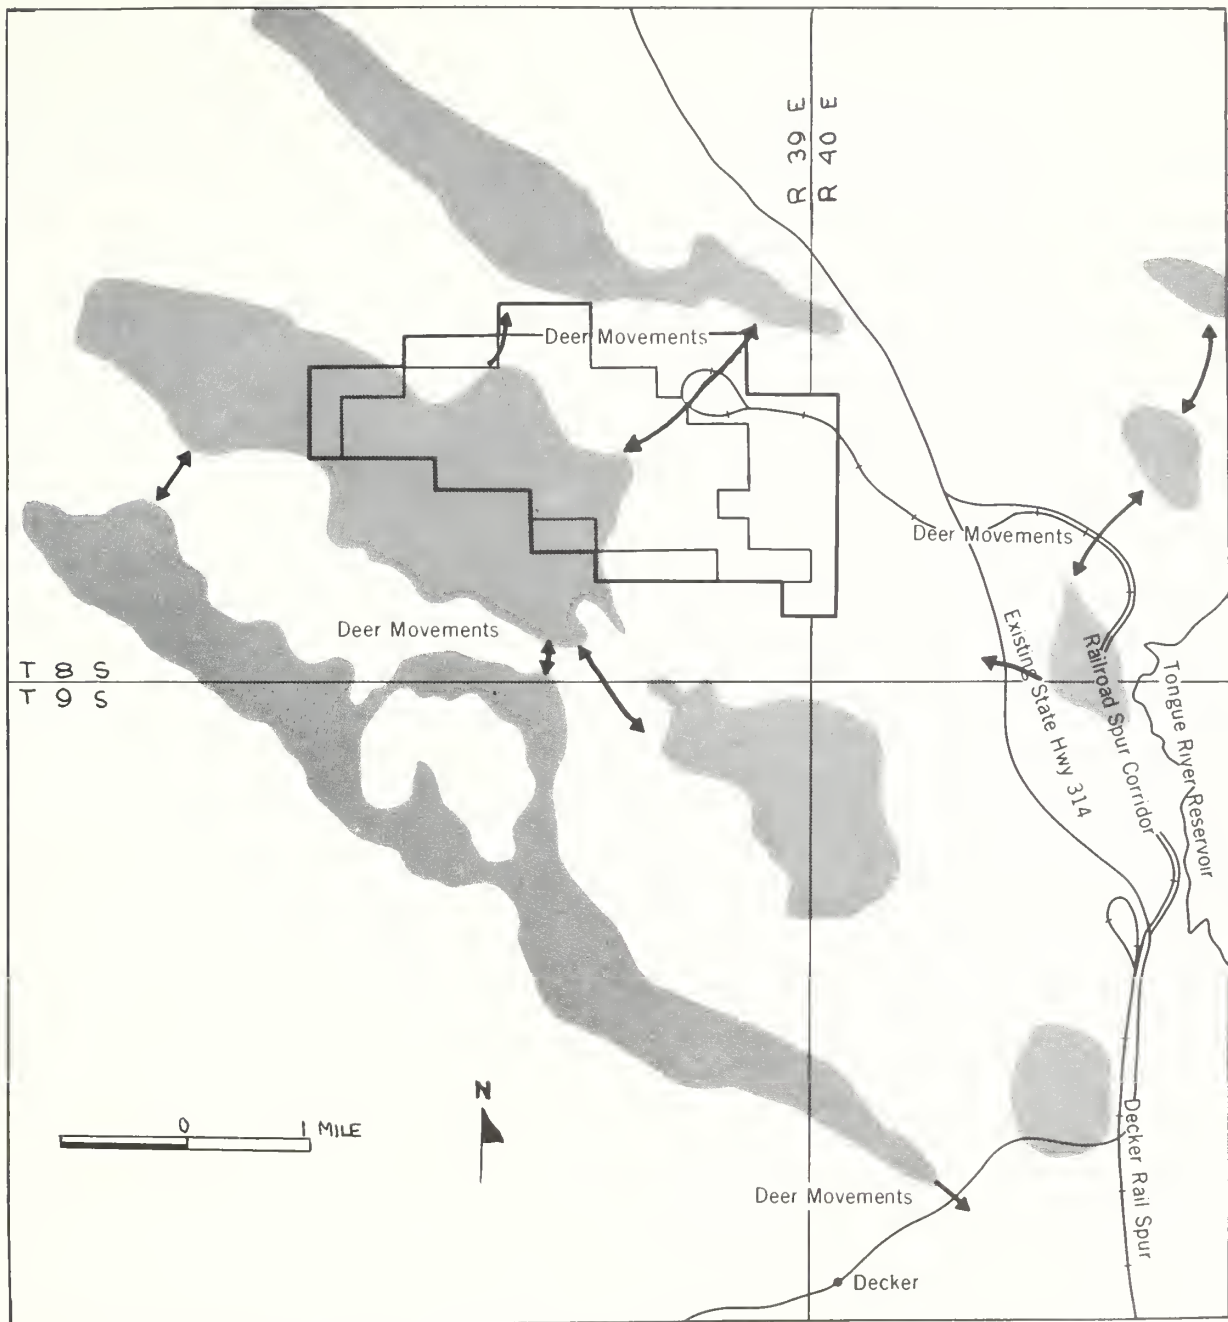 R 39 E
R 40 E
Deer Movements
Deer Movements
Deer Movements
T 8 S
T 9 S
Existing State Hwy 314
Railroad Spur Corridor
Tongue River Reservoir
N
0 1 MILE
Decker Rail Spur
Deer Movements
Decker